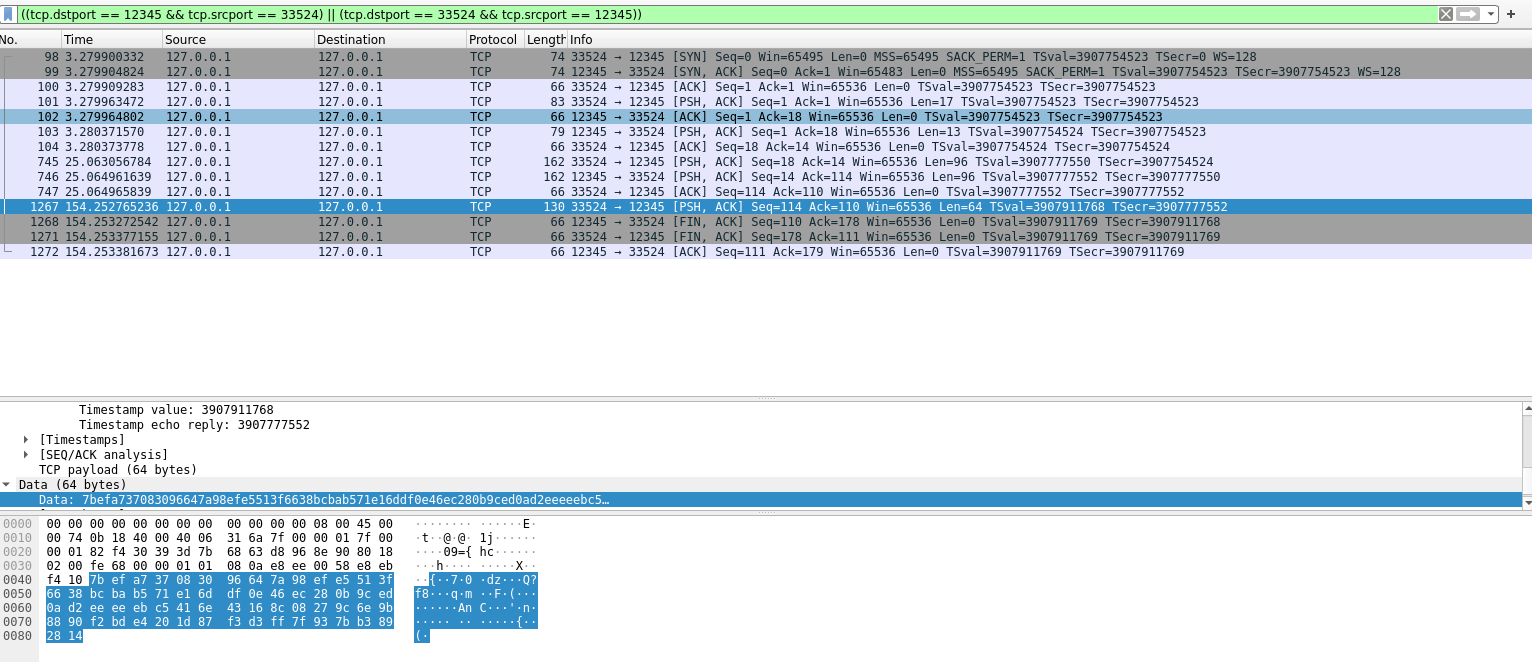 ((tcp.dstport == 12345 && tcp.srcport == 33524) || (tcp.dstport == 33524 && tcp.srcport == 12345))
No. Time Source Destination Protocol Length Info
98 3.279900332 127.0.0.1 127.0.0.1 TCP 74 33524 → 12345 [SYN] Seq=0 Win=65495 Len=0 MSS=65495 SACK_PERM=1 TSval=3907754523 TSecr=0 WS=128
99 3.279904824 127.0.0.1 127.0.0.1 TCP 74 12345 → 33524 [SYN, ACK] Seq=0 Ack=1 Win=65483 Len=0 MSS=65495 SACK_PERM=1 TSval=3907754523 TSecr=3907754523 WS=128
100 3.279909283 127.0.0.1 127.0.0.1 TCP 66 33524 → 12345 [ACK] Seq=1 Ack=1 Win=65536 Len=0 TSval=3907754523 TSecr=3907754523
101 3.279963472 127.0.0.1 127.0.0.1 TCP 83 33524 → 12345 [PSH, ACK] Seq=1 Ack=1 Win=65536 Len=17 TSval=3907754523 TSecr=3907754523
102 3.279964802 127.0.0.1 127.0.0.1 TCP 66 12345 → 33524 [ACK] Seq=1 Ack=18 Win=65536 Len=0 TSval=3907754523 TSecr=3907754523
103 3.280371570 127.0.0.1 127.0.0.1 TCP 79 12345 → 33524 [PSH, ACK] Seq=1 Ack=18 Win=65536 Len=13 TSval=3907754524 TSecr=3907754523
104 3.280373778 127.0.0.1 127.0.0.1 TCP 66 33524 → 12345 [ACK] Seq=18 Ack=14 Win=65536 Len=0 TSval=3907754524 TSecr=3907754524
745 25.063056784 127.0.0.1 127.0.0.1 TCP 162 33524 → 12345 [PSH, ACK] Seq=18 Ack=14 Win=65536 Len=96 TSval=3907777550 TSecr=3907754524
746 25.064961639 127.0.0.1 127.0.0.1 TCP 162 12345 → 33524 [PSH, ACK] Seq=14 Ack=114 Win=65536 Len=96 TSval=3907777552 TSecr=3907777550
747 25.064965839 127.0.0.1 127.0.0.1 TCP 66 33524 → 12345 [ACK] Seq=114 Ack=110 Win=65536 Len=0 TSval=3907777552 TSecr=3907777552
1267 154.252765236 127.0.0.1 127.0.0.1 TCP 130 33524 → 12345 [PSH, ACK] Seq=114 Ack=110 Win=65536 Len=64 TSval=3907911768 TSecr=3907777552
1268 154.253272542 127.0.0.1 127.0.0.1 TCP 66 12345 → 33524 [FIN, ACK] Seq=110 Ack=178 Win=65536 Len=0 TSval=3907911769 TSecr=3907911768
1271 154.253377155 127.0.0.1 127.0.0.1 TCP 66 33524 → 12345 [FIN, ACK] Seq=178 Ack=111 Win=65536 Len=0 TSval=3907911769 TSecr=3907911769
1272 154.253381673 127.0.0.1 127.0.0.1 TCP 66 12345 → 33524 [ACK] Seq=111 Ack=179 Win=65536 Len=0 TSval=3907911769 TSecr=3907911769
Timestamp value: 3907911768
Timestamp echo reply: 3907777552
[Timestamps]
[SEQ/ACK analysis]
TCP payload (64 bytes)
Data (64 bytes)
Data: 7befa737083096647a98efe5513f6638bcbab571e16ddf0e46ec280b9ced0ad2eeeeebc5…
0000 00 00 00 00 00 00 00 00 00 00 00 00 08 00 45 00 ········ ······E·
0010 00 74 0b 18 40 00 40 06 31 6a 7f 00 00 01 7f 00 ·t··@·@· 1j······
0020 00 01 82 f4 30 39 3d 7b 68 63 d8 96 8e 90 80 18 ····09={ hc······
0030 02 00 fe 68 00 00 01 01 08 0a e8 ee 00 58 e8 eb ···h···· ·····X··
0040 f4 10 7b ef a7 37 08 30 96 64 7a 98 ef e5 51 3f ··{··7·0 ·dz···Q?
0050 66 38 bc ba b5 71 e1 6d df 0e 46 ec 28 0b 9c ed f8···q·m ··F·(···
0060 0a d2 ee ee eb c5 41 6e 43 16 8c 08 27 9c 6e 9b ······An C···'·n·
0070 88 90 f2 bd e4 20 1d 87 f3 d3 ff 7f 93 7b b3 89 ····· ·· ·····{··
0080 28 14 (·